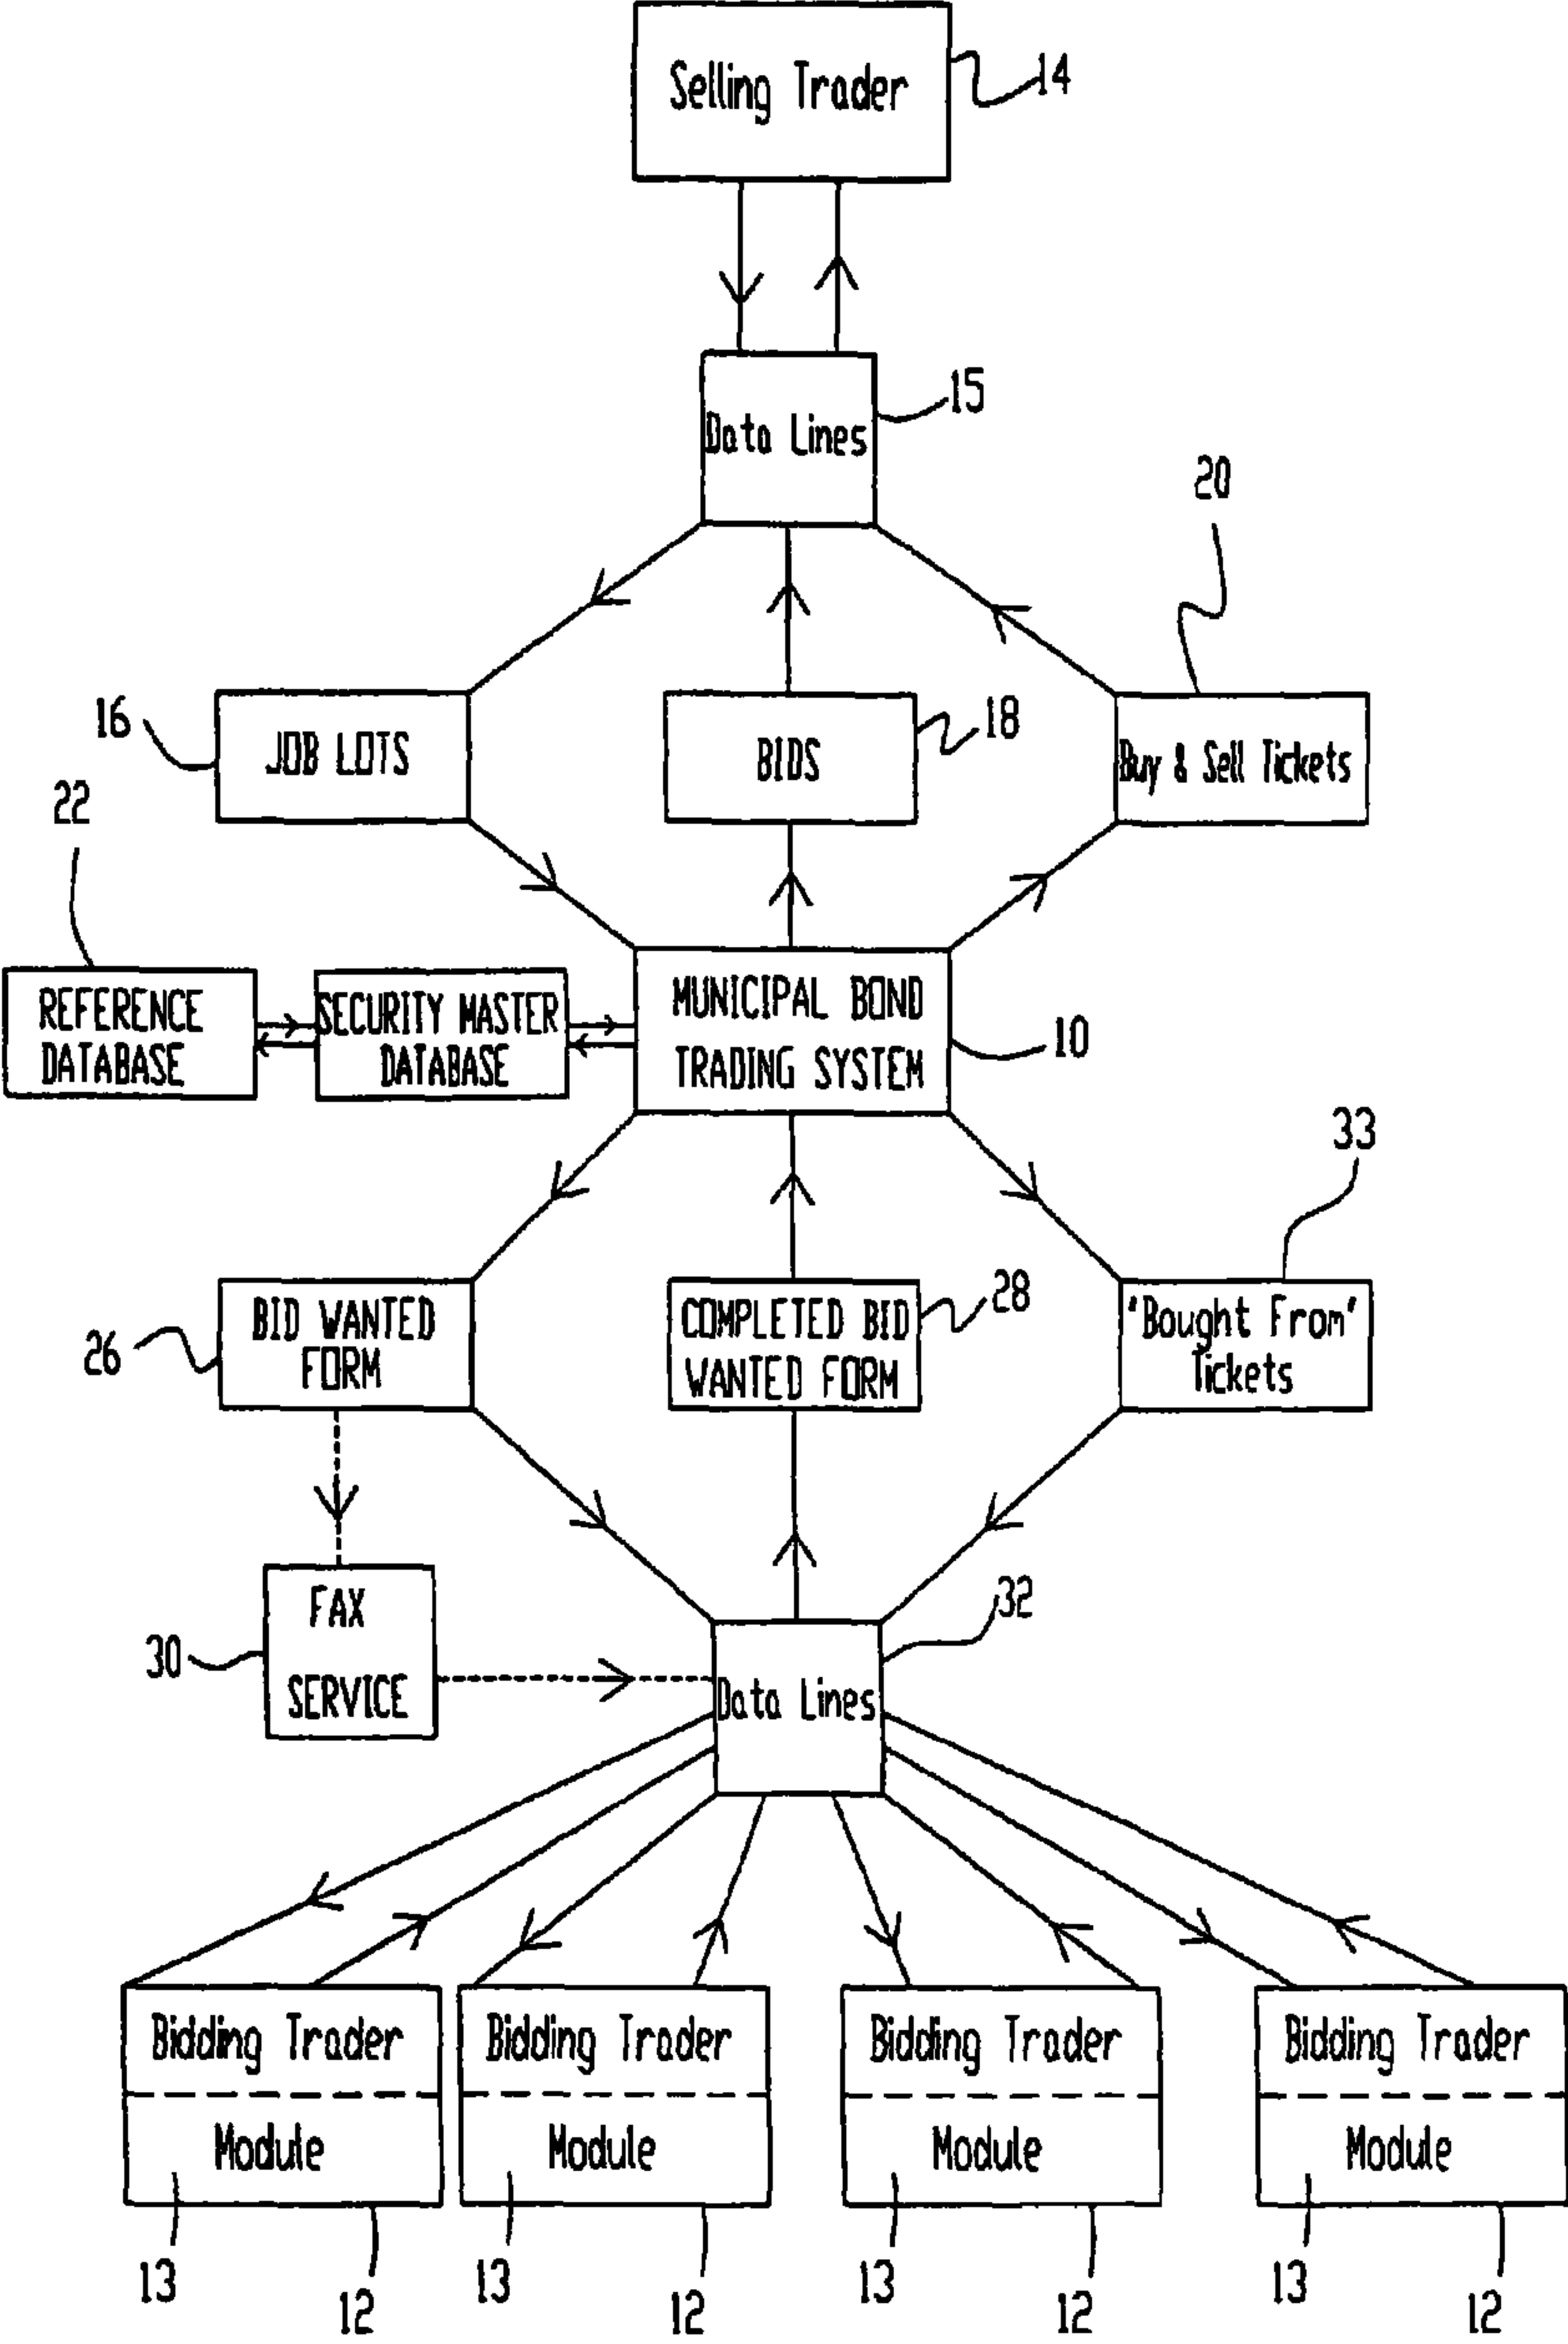 Selling Trader
14
Data Lines
15
20
16
JOB LOTS
BIDS
18
Buy & Sell Tickets
22
REFERENCE
DATABASE
SECURITY MASTER
DATABASE
MUNICIPAL BOND
TRADING SYSTEM
10
33
26
BID WANTED
FORM
COMPLETED BID
WANTED FORM
28
'Bought From'
Tickets
30
FAX
SERVICE
32
Data Lines
Bidding Trader
Module
Bidding Trader
Module
Bidding Trader
Module
Bidding Trader
Module
13
12
13
12
13
12
13
12